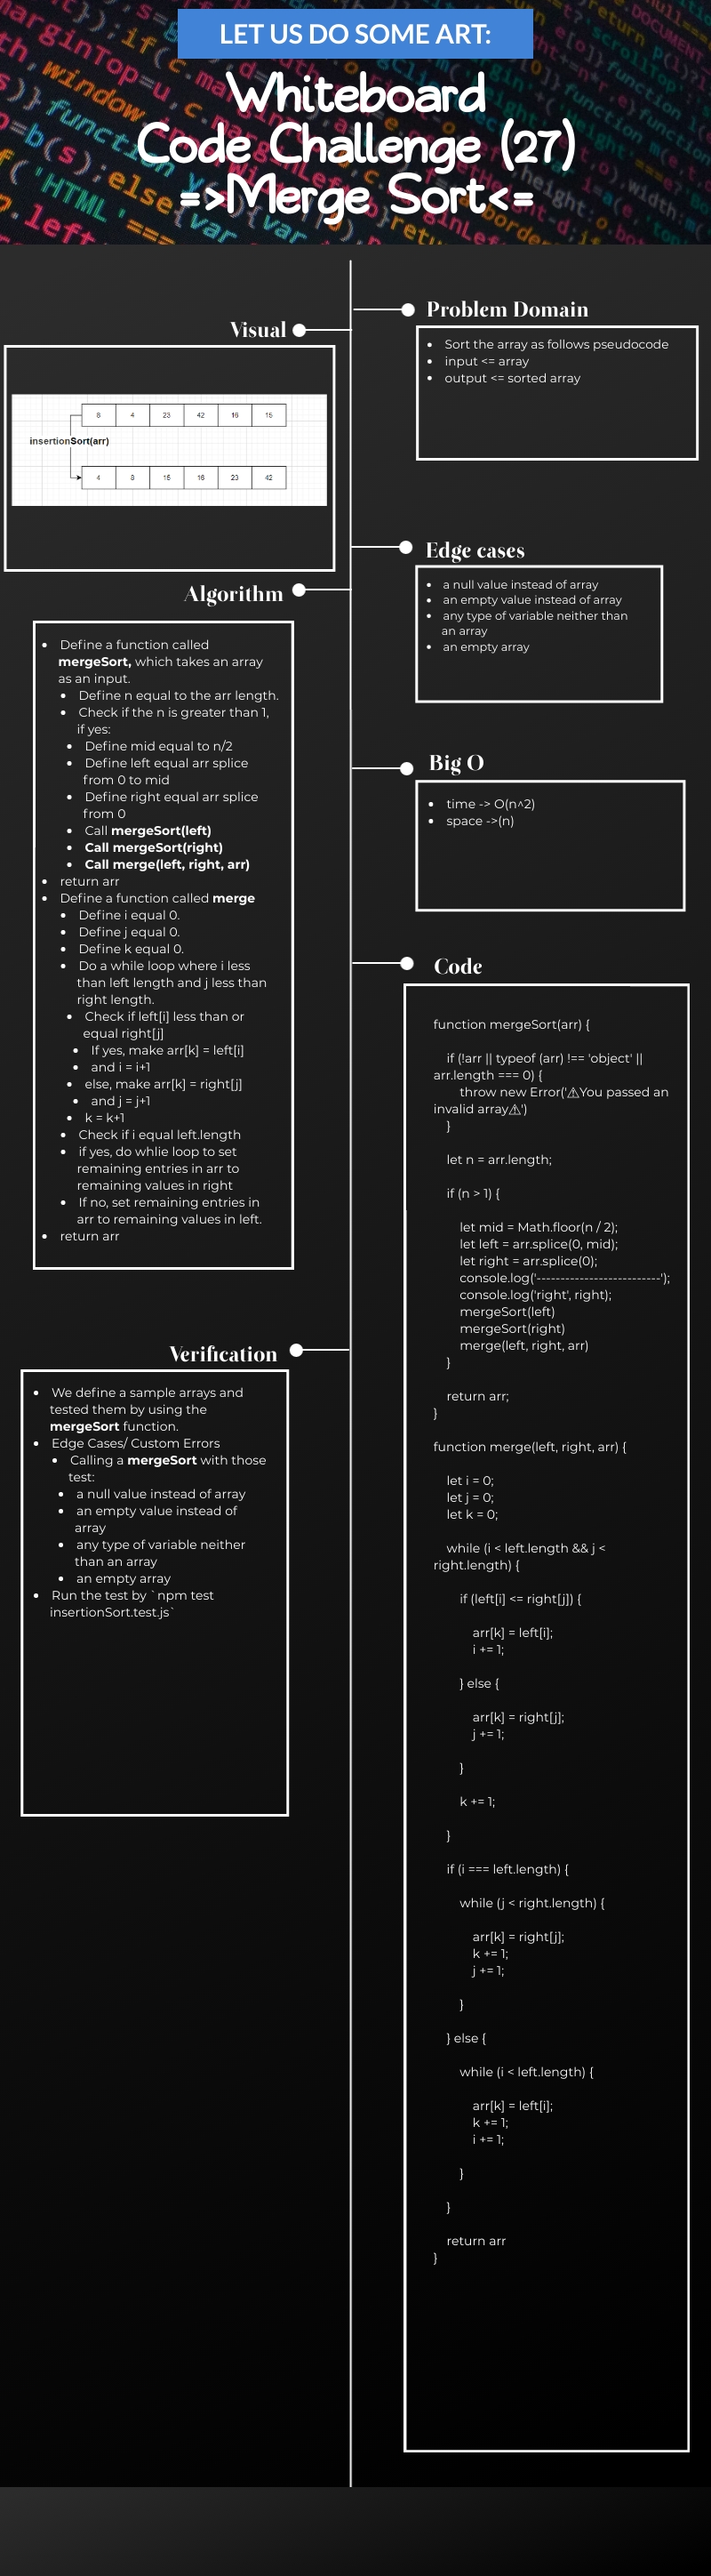 LET US DO SOME ART:
Whiteboard
Code Challenge (27)
=>Merge Sort<=
Visual
8 4 23 42 16 15
insertionSort(arr)
4 8 15 16 23 42
Problem Domain
• Sort the array as follows pseudocode
• input <= array
• output <= sorted array
Edge cases
• a null value instead of array
• an empty value instead of array
• any type of variable neither than
an array
• an empty array
Algorithm
• Define a function called
mergeSort, which takes an array
as an input.
• Define n equal to the arr length.
• Check if the n is greater than 1,
if yes:
• Define mid equal to n/2
• Define left equal arr splice
from 0 to mid
• Define right equal arr splice
from 0
• Call mergeSort(left)
• Call mergeSort(right)
• Call merge(left, right, arr)
• return arr
• Define a function called merge
• Define i equal 0.
• Define j equal 0.
• Define k equal 0.
• Do a while loop where i less
than left length and j less than
right length.
• Check if left[i] less than or
equal right[j]
• If yes, make arr[k] = left[i]
• and i = i+1
• else, make arr[k] = right[j]
• and j = j+1
• k = k+1
• Check if i equal left.length
• if yes, do whlie loop to set
remaining entries in arr to
remaining values in right
• If no, set remaining entries in
arr to remaining values in left.
• return arr
Big O
• time -> O(n^2)
• space ->(n)
Code
function mergeSort(arr) {
if (!arr || typeof (arr) !== 'object' ||
arr.length === 0) {
throw new Error('⚠You passed an
invalid array⚠')
}
let n = arr.length;
if (n > 1) {
let mid = Math.floor(n / 2);
let left = arr.splice(0, mid);
let right = arr.splice(0);
console.log('--------------------------');
console.log('right', right);
mergeSort(left)
mergeSort(right)
merge(left, right, arr)
}
return arr;
}
function merge(left, right, arr) {
let i = 0;
let j = 0;
let k = 0;
while (i < left.length && j <
right.length) {
if (left[i] <= right[j]) {
arr[k] = left[i];
i += 1;
} else {
arr[k] = right[j];
j += 1;
}
k += 1;
}
if (i === left.length) {
while (j < right.length) {
arr[k] = right[j];
k += 1;
j += 1;
}
} else {
while (i < left.length) {
arr[k] = left[i];
k += 1;
i += 1;
}
}
return arr
}
Verification
• We define a sample arrays and
tested them by using the
mergeSort function.
• Edge Cases/ Custom Errors
• Calling a mergeSort with those
test:
• a null value instead of array
• an empty value instead of
array
• any type of variable neither
than an array
• an empty array
• Run the test by `npm test
insertionSort.test.js`